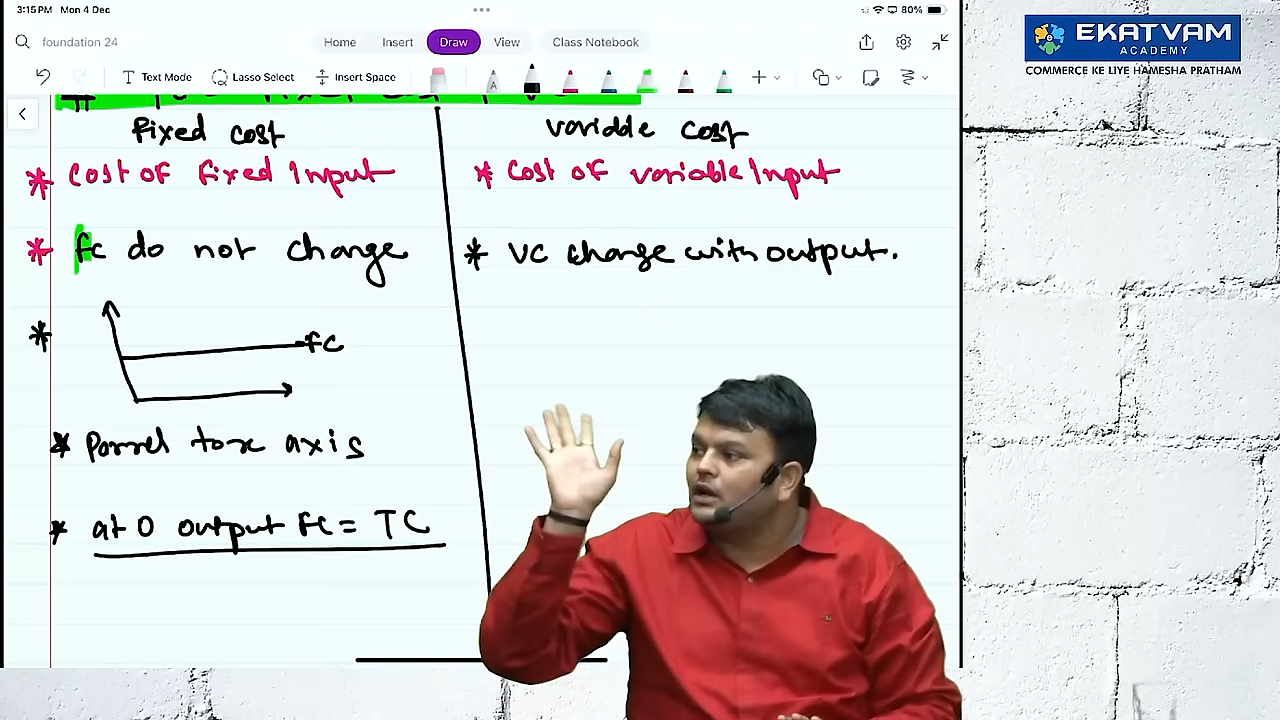 3:15 PM Mon 4 Dec
80%
EKATVAM
ACADEMY
COMMERCE KE LIYE HAMESHA PRATHAM
foundation 24
Home Insert Draw View Class Notebook
Text Mode Lasso Select Insert Space
fixed cost
variable cost
* Cost of fixed Input
* Cost of variable Input
* fc do not change
* VC change with output.
* fc
* Parrel to x axis
* at 0 output fc = TC